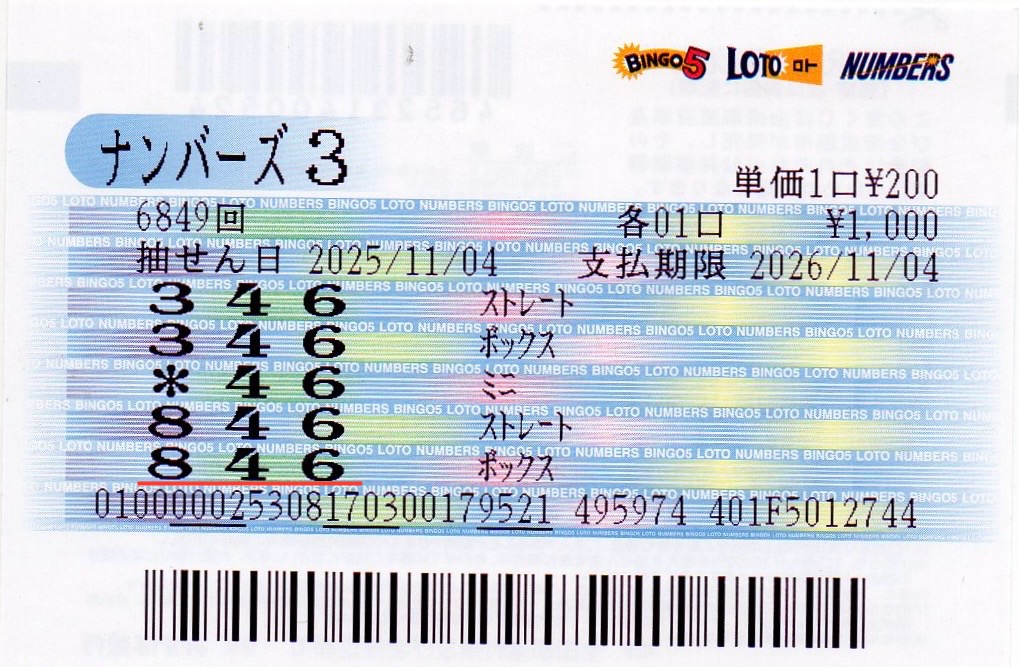 BINGO5 LOTO ロト NUMBERS
ナンバーズ3
単価1口¥200
6849回 各01口 ¥1,000
抽せん日 2025/11/04 支払期限 2026/11/04
3 4 6 ストレート
3 4 6 ボックス
* 4 6 ミニ
8 4 6 ストレート
8 4 6 ボックス
010000025308170300179521 495974 401F5012744